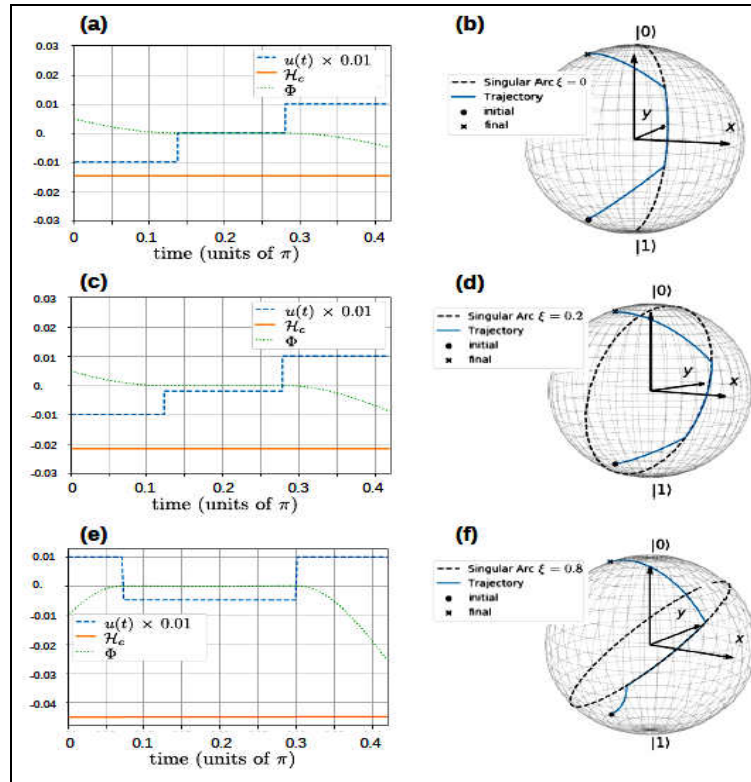 (a)
0.03
0.02
0.01
0.
-0.01
-0.02
-0.03
u(t) × 0.01
ℋc
Φ
0 0.1 0.2 0.3 0.4
time (units of π)
(b)
|0⟩
Singular Arc ξ = 0
Trajectory
initial
final
y
x
|1⟩
(c)
0.03
0.02
0.01
0.
-0.01
-0.02
-0.03
u(t) × 0.01
ℋc
Φ
0 0.1 0.2 0.3 0.4
time (units of π)
(d)
|0⟩
Singular Arc ξ = 0.2
Trajectory
initial
final
y
x
|1⟩
(e)
0.01
0.
-0.01
-0.02
-0.03
-0.04
u(t) × 0.01
ℋc
Φ
0 0.1 0.2 0.3 0.4
time (units of π)
(f)
|0⟩
Singular Arc ξ = 0.8
Trajectory
initial
final
y
x
|1⟩